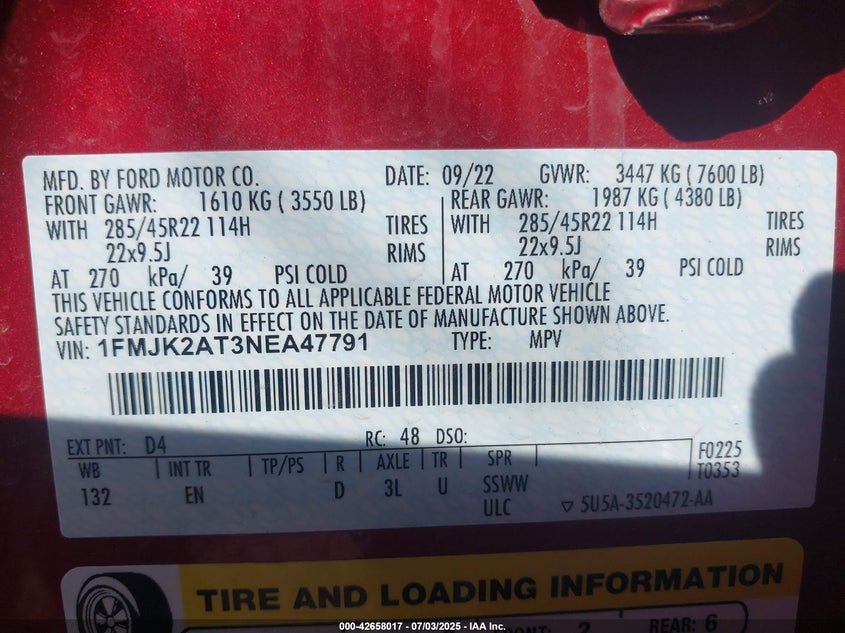 MFD. BY FORD MOTOR CO. DATE: 09/22 GVWR: 3447 KG ( 7600 LB)
FRONT GAWR: 1610 KG ( 3550 LB) REAR GAWR: 1987 KG ( 4380 LB)
WITH 285/45R22 114H TIRES WITH 285/45R22 114H TIRES
22x9.5J RIMS 22x9.5J RIMS
AT 270 kPa/ 39 PSI COLD AT 270 kPa/ 39 PSI COLD
THIS VEHICLE CONFORMS TO ALL APPLICABLE FEDERAL MOTOR VEHICLE
SAFETY STANDARDS IN EFFECT ON THE DATE OF MANUFACTURE SHOWN ABOVE.
VIN: 1FMJK2AT3NEA47791 TYPE: MPV
EXT PNT: D4 RC: 48 DSO:
WB INT TR TP/PS R AXLE TR SPR F0225
T0353
132 EN D 3L U SSWW
ULC ▽ 5U5A-3520472-AA
TIRE AND LOADING INFORMATION
FRONT: 2 REAR: 6
000-42658017 - 07/03/2025 - IAA Inc.